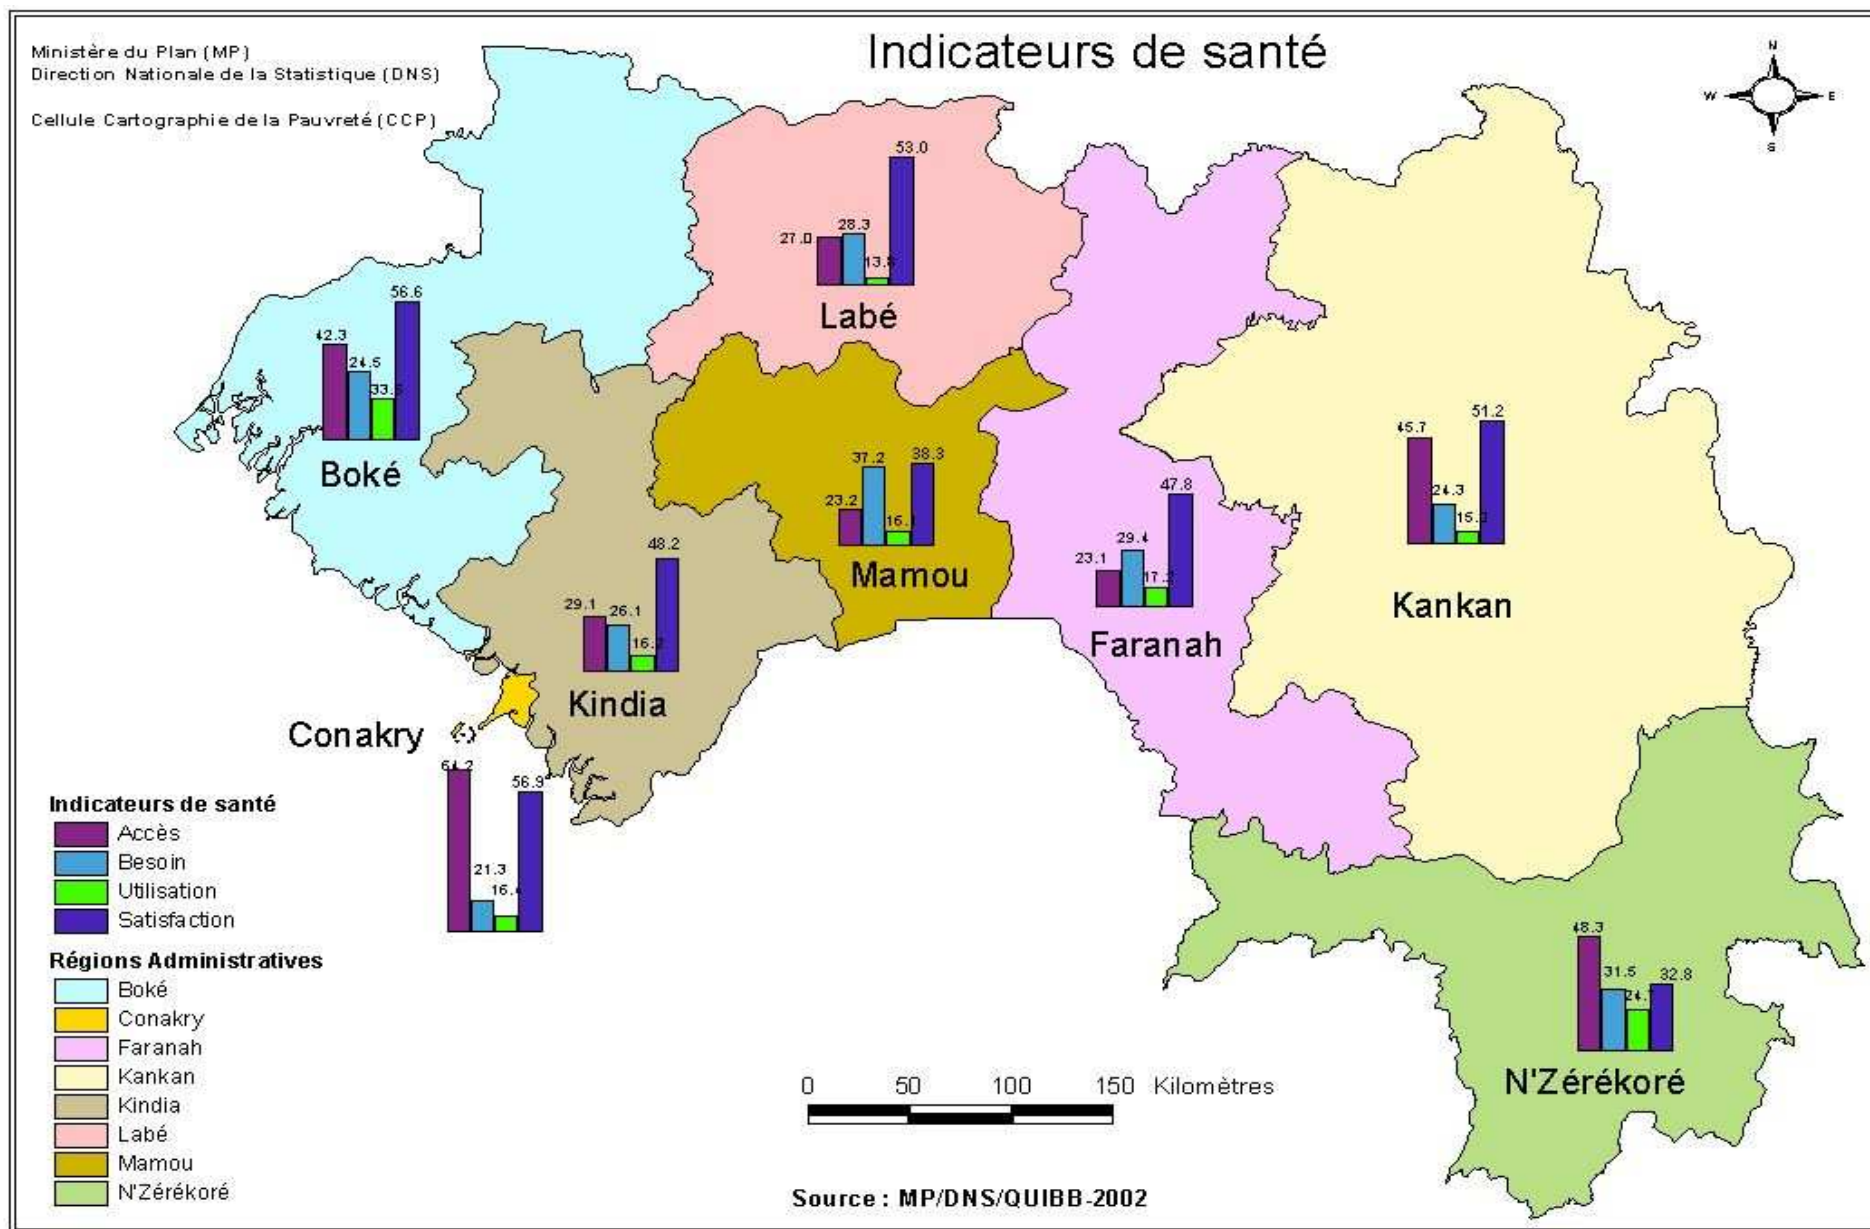 Indicateurs de santé
Ministère du Plan (MP)
Direction Nationale de la Statistique (DNS)
Cellule Cartographie de la Pauvreté (CCP)
N
W
E
S
53.0
27.0
28.3
Labé
56.6
42.3
24.5
Boké
37.2
38.3
23.2
Mamou
47.8
23.1
29.4
Faranah
51.2
45.7
24.3
Kankan
48.2
29.1
26.1
Kindia
Conakry
64.2
56.9
21.3
48.3
31.5
32.8
N'Zérékoré
Indicateurs de santé
Accès
Besoin
Utilisation
Satisfaction
Régions Administratives
Boké
Conakry
Faranah
Kankan
Kindia
Labé
Mamou
N'Zérékoré
0 50 100 150 Kilomètres
Source : MP/DNS/QUIBB-2002